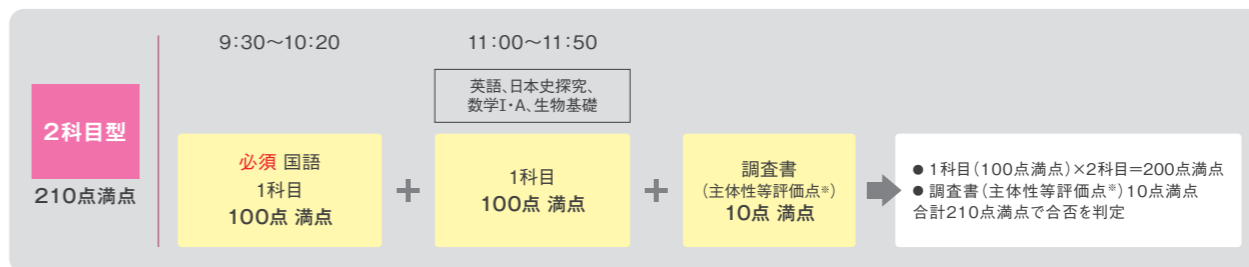 2科目型
210点満点
9:30〜10:20
必須 国語
1科目
100点 満点
+
11:00〜11:50
英語、日本史探究、
数学I・A、生物基礎
1科目
100点 満点
+
調査書
(主体性等評価点※)
10点 満点
● 1科目(100点満点)×2科目=200点満点
● 調査書(主体性等評価点※)10点満点
合計210点満点で合否を判定